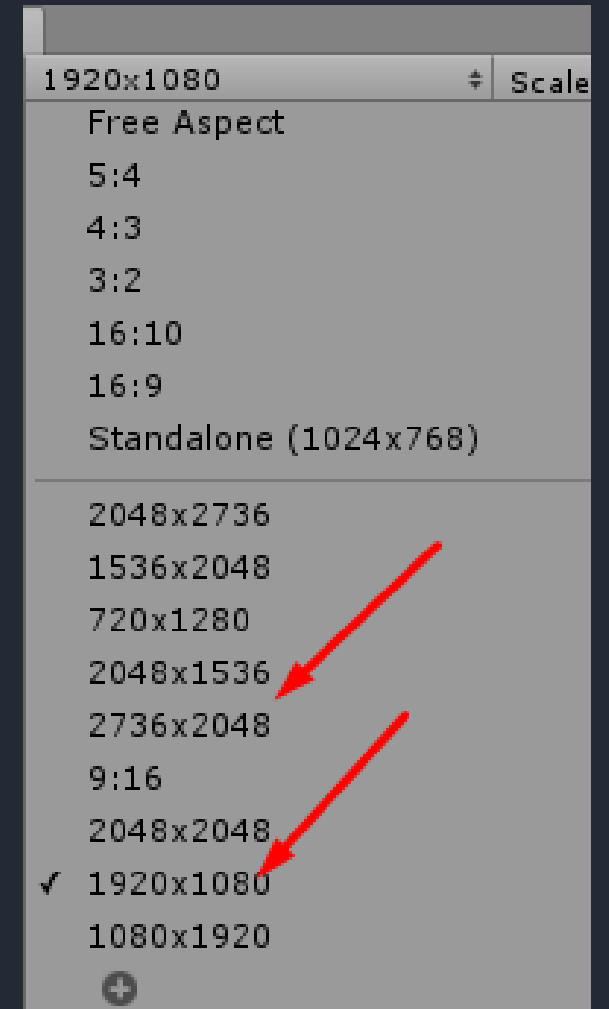 1920x1080 Scale
Free Aspect
5:4
4:3
3:2
16:10
16:9
Standalone (1024x768)
2048x2736
1536x2048
720x1280
2048x1536
2736x2048
9:16
2048x2048
1920x1080
1080x1920